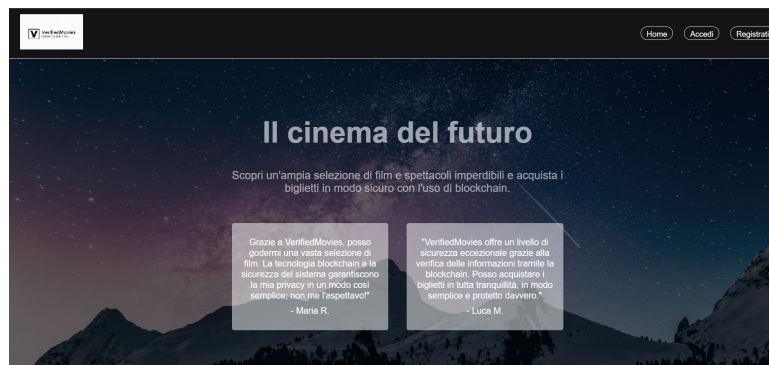 VerifiedMovies
Home
Accedi
Registrati
Il cinema del futuro
Scopri un'ampia selezione di film e spettacoli imperdibili e acquista i
biglietti in modo sicuro con l'uso di blockchain.
Grazie a VerifiedMovies, posso
godermi una vasta selezione di
film. La tecnologia blockchain e la
sicurezza del sistema garantiscono
la mia privacy in un modo così
semplice; non me l'aspettavo!"
- Maria R.
"VerifiedMovies offre un livello di
sicurezza eccezionale grazie alla
verifica delle informazioni tramite la
blockchain. Posso acquistare i
biglietti in tutta tranquillità, in modo
semplice e protetto davvero."
- Luca M.